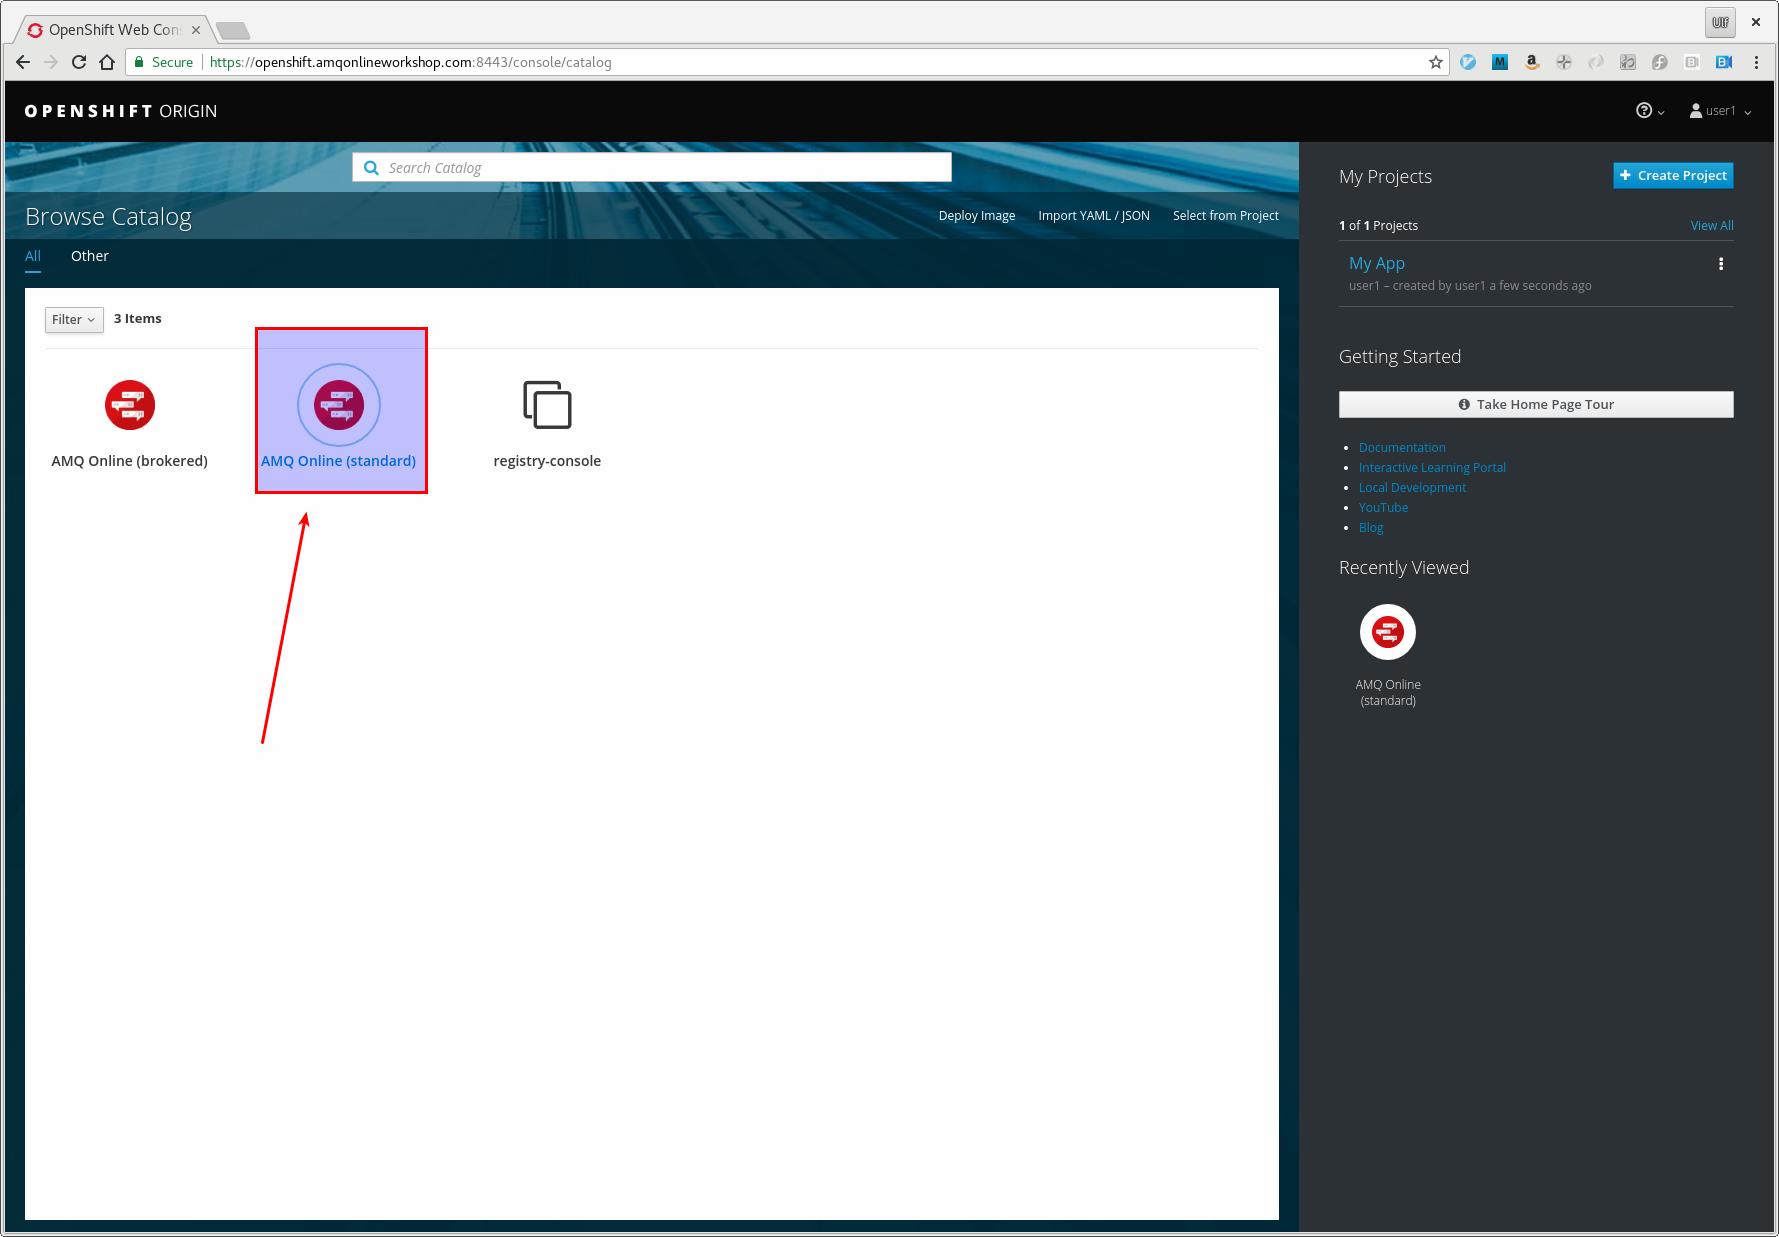 OpenShift Web Con
Ulf
Secure
https://openshift.amqonlineworkshop.com:8443/console/catalog
OPENSHIFT ORIGIN
user1
Search Catalog
Browse Catalog
Deploy Image
Import YAML / JSON
Select from Project
All
Other
Filter
3 Items
AMQ Online (brokered)
AMQ Online (standard)
registry-console
My Projects
Create Project
1 of 1 Projects
View All
My App
user1 – created by user1 a few seconds ago
Getting Started
Take Home Page Tour
Documentation
Interactive Learning Portal
Local Development
YouTube
Blog
Recently Viewed
AMQ Online
(standard)